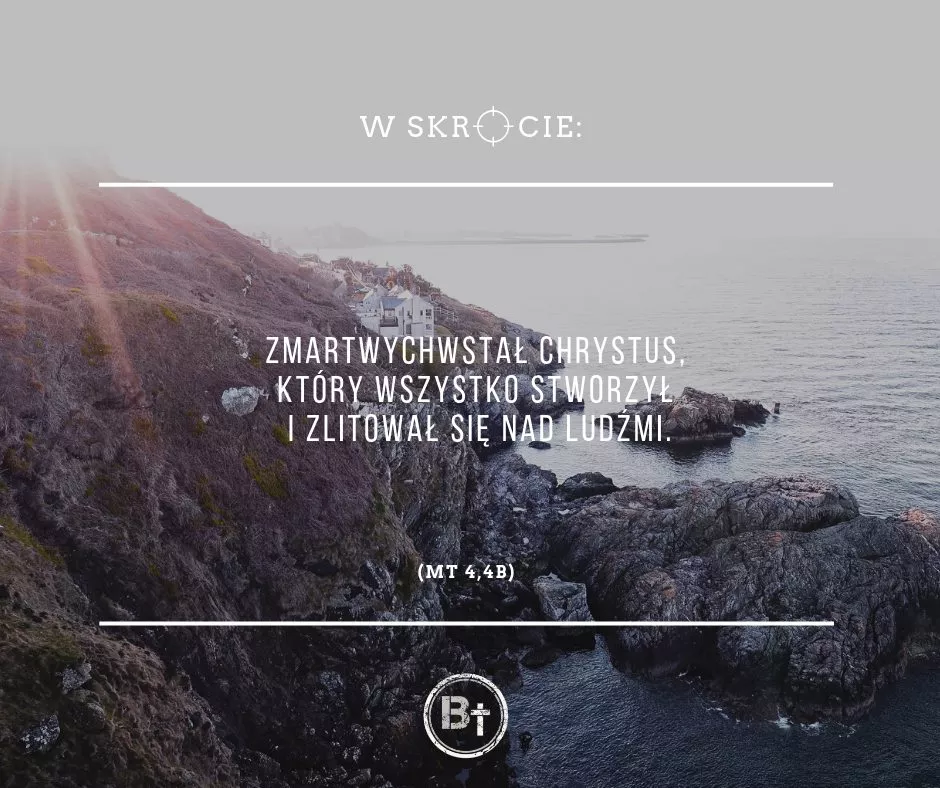 W SKRÓCIE:
ZMARTWYCHWSTAŁ CHRYSTUS,
KTÓRY WSZYSTKO STWORZYŁ
I ZLITOWAŁ SIĘ NAD LUDŹMI.
(MT 4,4B)
B†